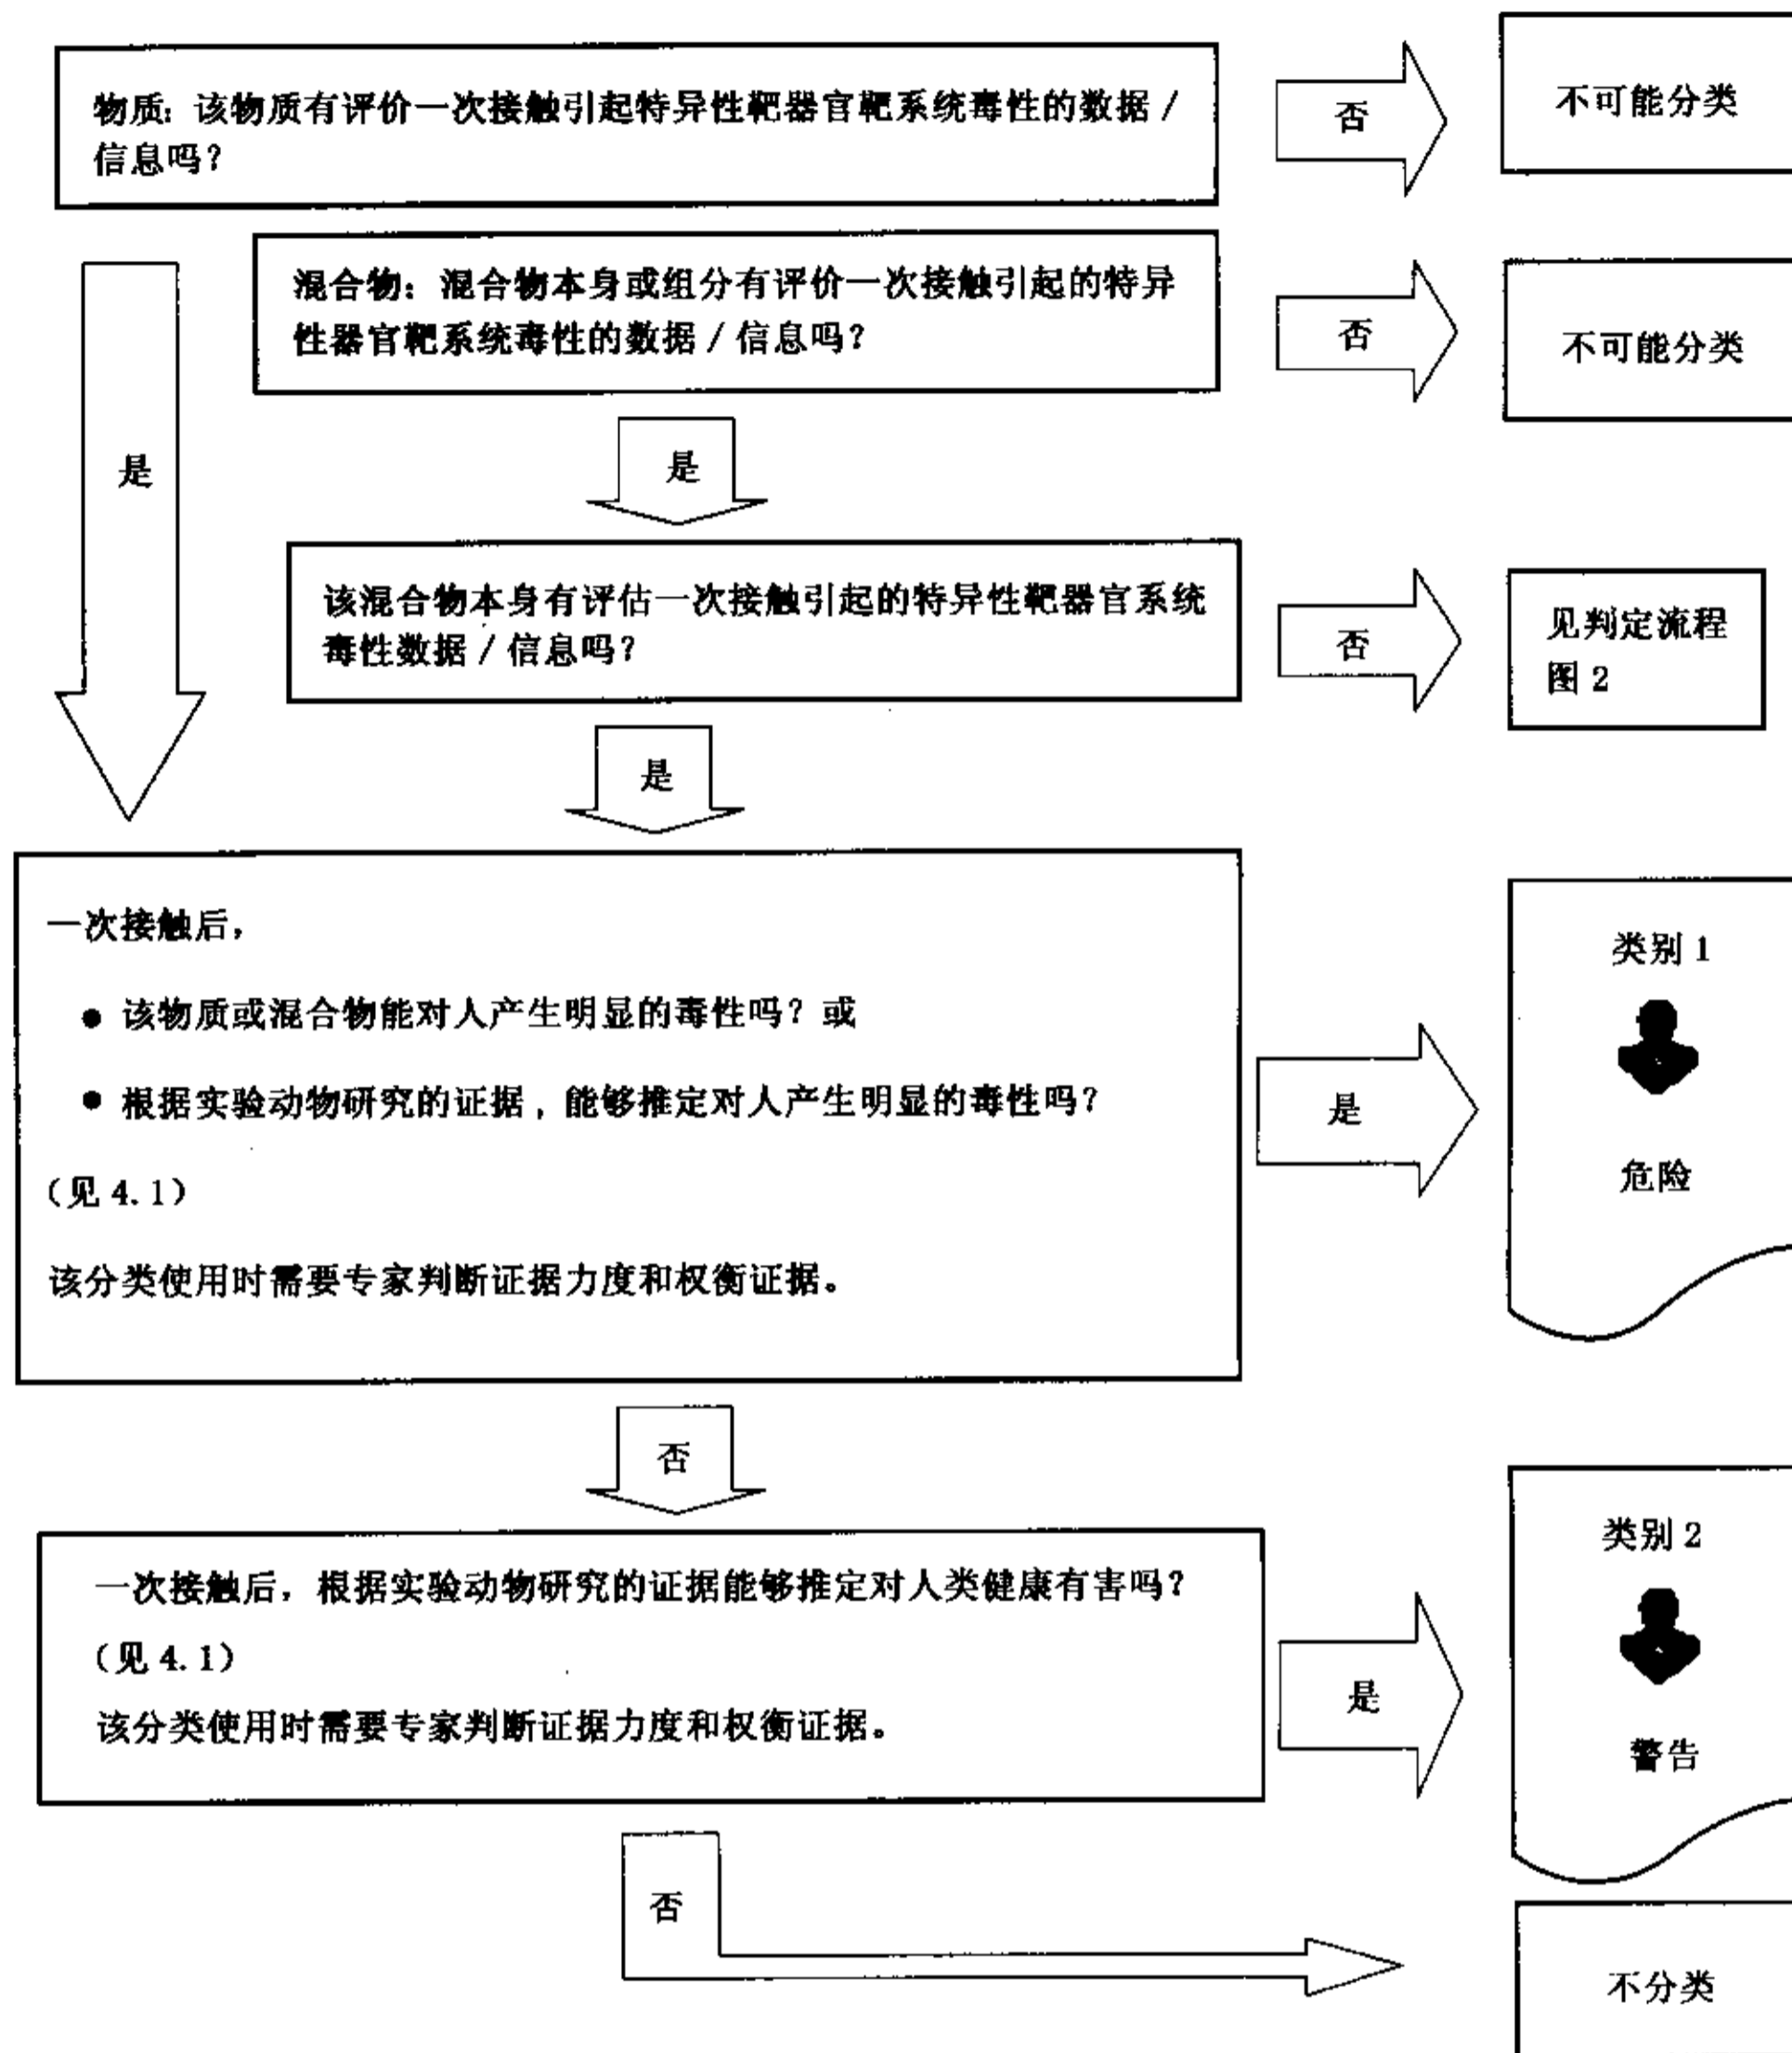 物质：该物质有评价一次接触引起特异性靶器官靶系统毒性的数据/
信息吗？
否
不可能分类
混合物：混合物本身或组分有评价一次接触引起的特异
性器官靶系统毒性的数据/信息吗？
否
不可能分类
是
是
该混合物本身有评估一次接触引起的特异性靶器官系统
毒性数据/信息吗？
否
见判定流程
图2
是
一次接触后，
● 该物质或混合物能对人产生明显的毒性吗？或
● 根据实验动物研究的证据，能够推定对人产生明显的毒性吗？
（见4.1）
该分类使用时需要专家判断证据力度和权衡证据。
是
类别1
危险
否
一次接触后，根据实验动物研究的证据能够推定对人类健康有害吗？
（见4.1）
该分类使用时需要专家判断证据力度和权衡证据。
是
类别2
警告
否
不分类